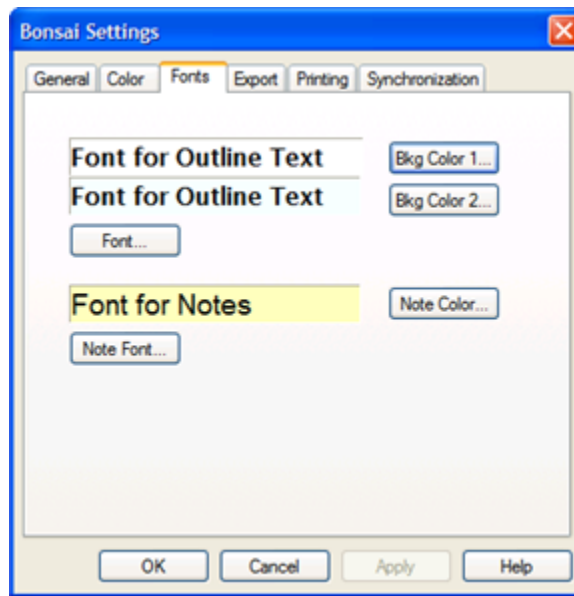 Bonsai Settings
General Color Fonts Export Printing Synchronization
Font for Outline Text Bkg Color 1...
Font for Outline Text Bkg Color 2...
Font...
Font for Notes Note Color...
Note Font...
OK Cancel Apply Help